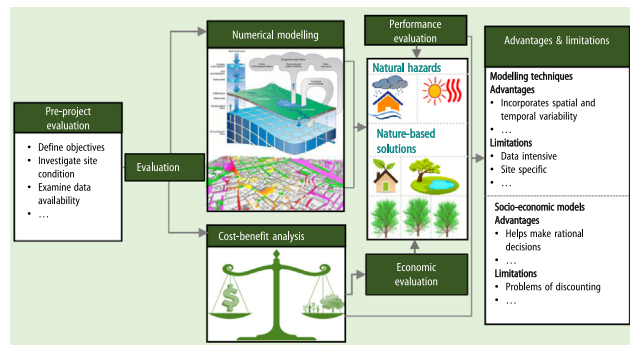 Pre-project
evaluation
• Define objectives
• Investigate site
condition
• Examine data
availability
• …
Evaluation
Numerical modelling
Cost-benefit analysis
$
Performance
evaluation
Natural hazards
Nature-based
solutions
Economic
evaluation
Advantages & limitations
Modelling techniques
Advantages
• Incorporates spatial and
temporal variability
• …
Limitations
• Data intensive
• Site specific
• …
Socio-economic models
Advantages
• Helps make rational
decisions
• …
Limitations
• Problems of discounting
• …